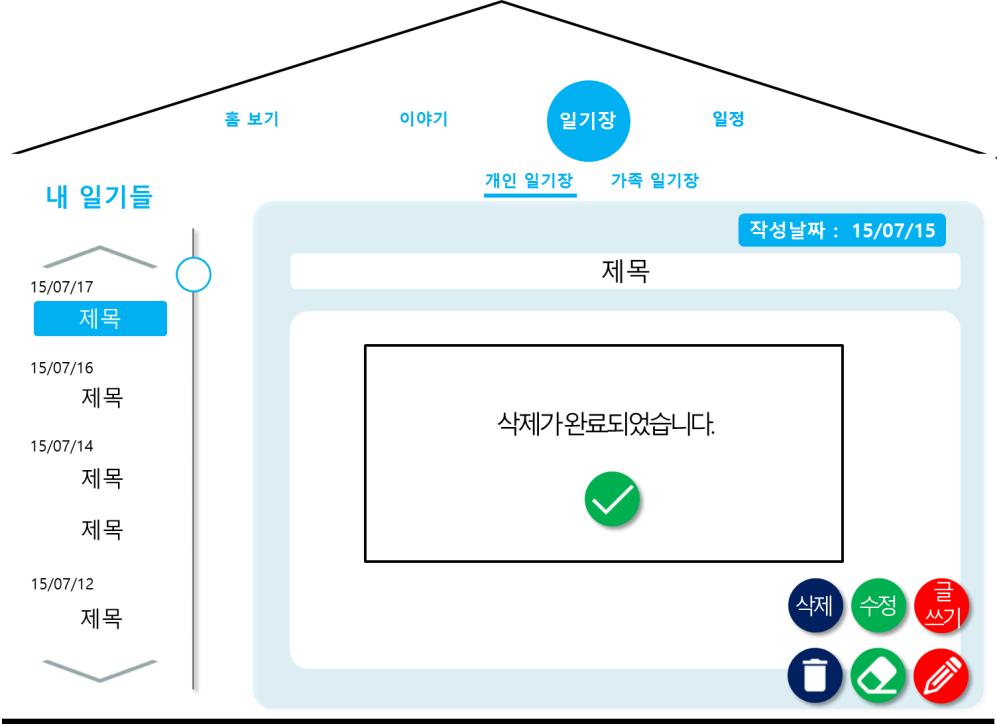 홈 보기
이야기
일기장
일정
개인 일기장
가족 일기장
내 일기들
15/07/17
제목
15/07/16
제목
15/07/14
제목
제목
15/07/12
제목
작성날짜 : 15/07/15
제목
삭제가 완료되었습니다.
삭제
수정
글
쓰기